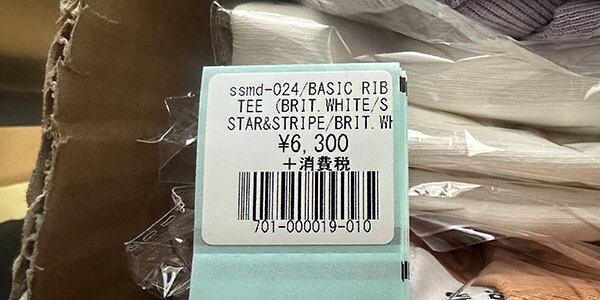 ssmd-024/BASIC RIB
TEE (BRIT.WHITE/S
STAR&STRIPE/BRIT.WH
¥6,300
+消費税
701-000019-010